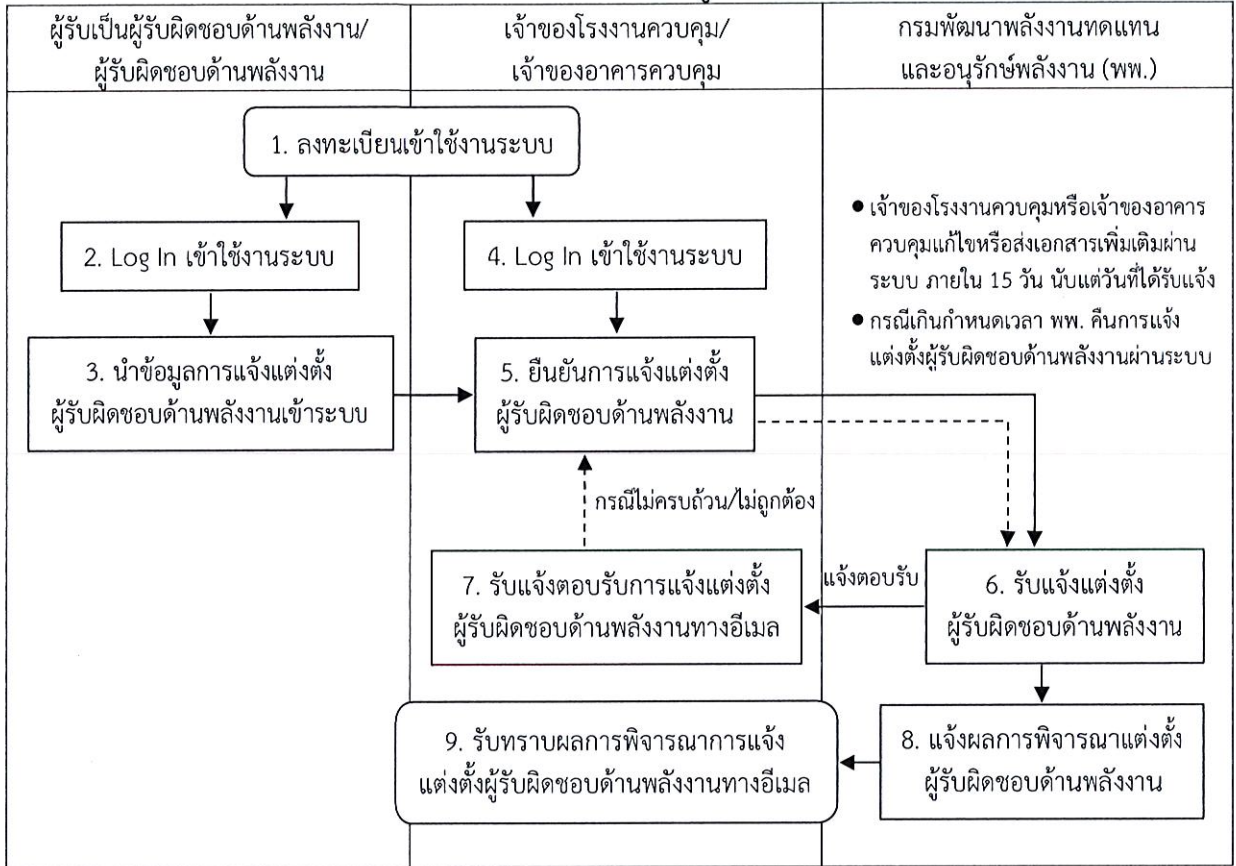 ผู้รับเป็นผู้รับผิดชอบด้านพลังงาน/
ผู้รับผิดชอบด้านพลังงาน
เจ้าของโรงงานควบคุม/
เจ้าของอาคารควบคุม
กรมพัฒนาพลังงานทดแทน
และอนุรักษ์พลังงาน (พพ.)
1. ลงทะเบียนเข้าใช้งานระบบ
2. Log In เข้าใช้งานระบบ
4. Log In เข้าใช้งานระบบ
● เจ้าของโรงงานควบคุมหรือเจ้าของอาคาร
ควบคุมแก้ไขหรือส่งเอกสารเพิ่มเติมผ่าน
ระบบ ภายใน 15 วัน นับแต่วันที่ได้รับแจ้ง
● กรณีเกินกำหนดเวลา พพ. คืนการแจ้ง
แต่งตั้งผู้รับผิดชอบด้านพลังงานผ่านระบบ
3. นำข้อมูลการแจ้งแต่งตั้ง
ผู้รับผิดชอบด้านพลังงานเข้าระบบ
5. ยืนยันการแจ้งแต่งตั้ง
ผู้รับผิดชอบด้านพลังงาน
กรณีไม่ครบถ้วน/ไม่ถูกต้อง
7. รับแจ้งตอบรับการแจ้งแต่งตั้ง
ผู้รับผิดชอบด้านพลังงานทางอีเมล
แจ้งตอบรับ
6. รับแจ้งแต่งตั้ง
ผู้รับผิดชอบด้านพลังงาน
9. รับทราบผลการพิจารณาการแจ้ง
แต่งตั้งผู้รับผิดชอบด้านพลังงานทางอีเมล
8. แจ้งผลการพิจารณาแต่งตั้ง
ผู้รับผิดชอบด้านพลังงาน